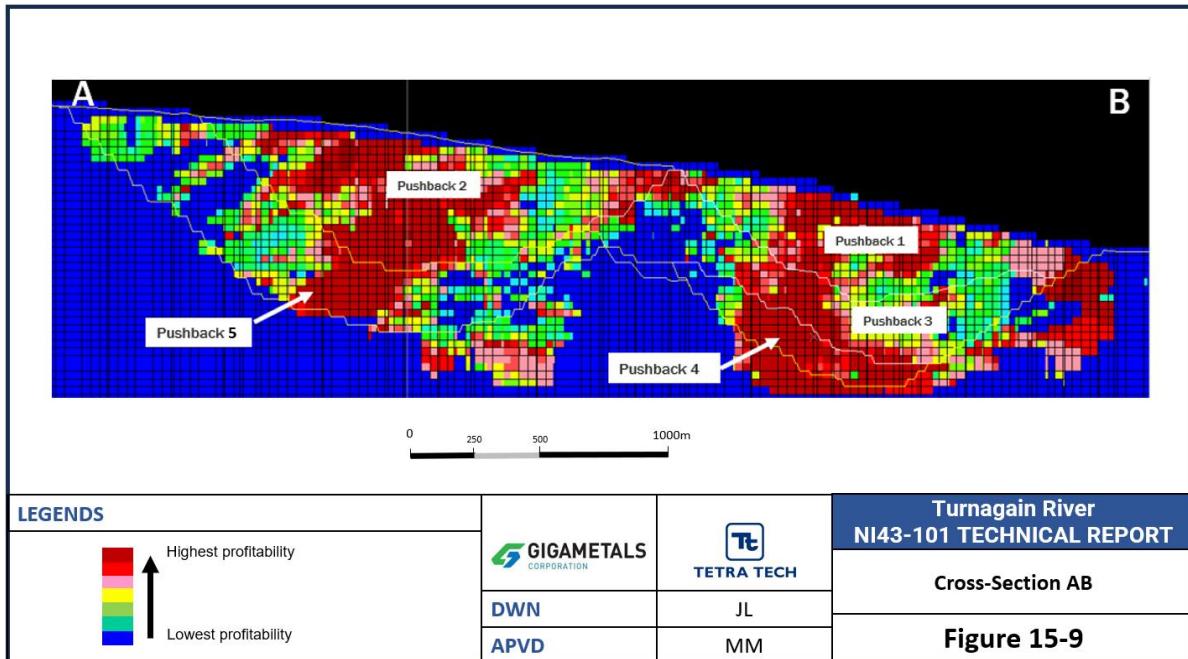 A
B
Pushback 2
Pushback 1
Pushback 3
Pushback 5
Pushback 4
0
250
500
1000m
LEGENDS
Highest profitability
Lowest profitability
GIGAMETALS
CORPORATION
Tt
TETRA TECH
DWN
JL
APVD
MM
Turnagain River
NI43-101 TECHNICAL REPORT
Cross-Section AB
Figure 15-9